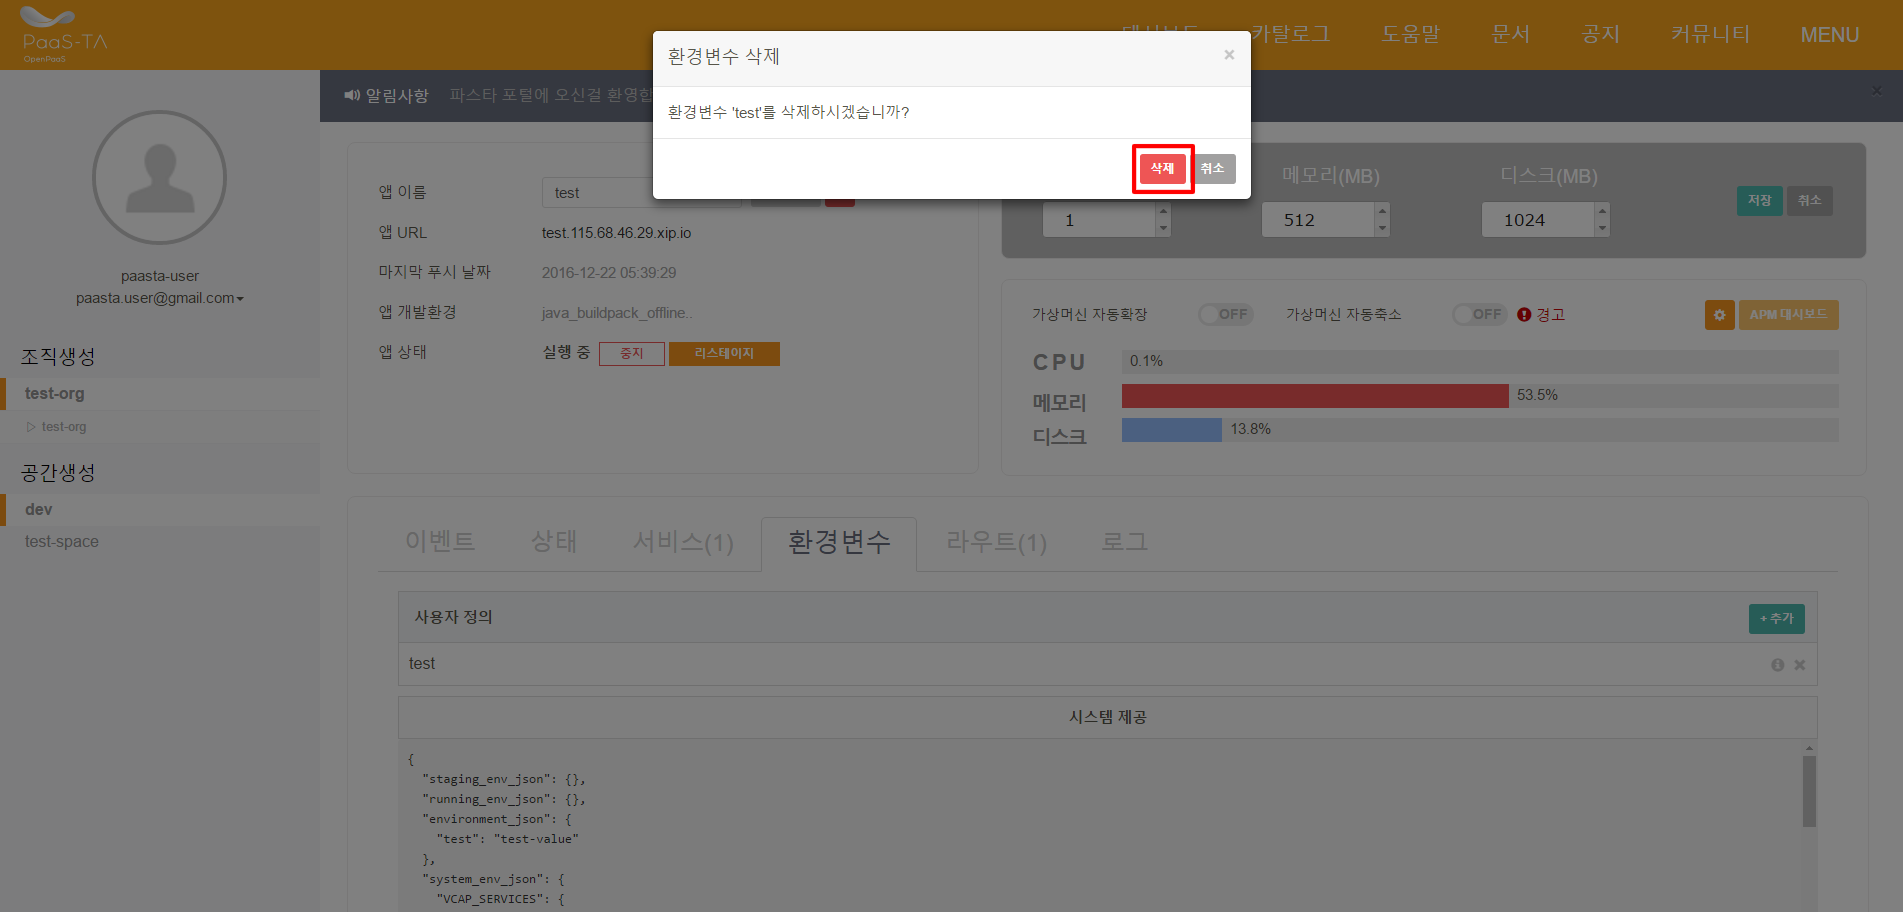 PaaS-TA
OpenPaaS
카탈로그
도움말
문서
공지
커뮤니티
MENU
환경변수 삭제
×
환경변수 'test'를 삭제하시겠습니까?
삭제
취소
알림사항
파스타 포털에 오신걸 환영합
×
paasta-user
paasta.user@gmail.com
조직생성
test-org
test-org
공간생성
dev
test-space
앱 이름
test
앱 URL
test.115.68.46.29.xip.io
마지막 푸시 날짜
2016-12-22 05:39:29
앱 개발환경
java_buildpack_offline..
앱 상태
실행 중
중지
리스테이지
메모리(MB)
디스크(MB)
1
512
1024
저장
취소
가상머신 자동확장
OFF
가상머신 자동축소
OFF
경고
APM 대시보드
CPU
0.1%
메모리
53.5%
디스크
13.8%
이벤트
상태
서비스(1)
환경변수
라우트(1)
로그
사용자 정의
+ 추가
test
시스템 제공
{
"staging_env_json": {},
"running_env_json": {},
"environment_json": {
"test": "test-value"
},
"system_env_json": {
"VCAP_SERVICES": {